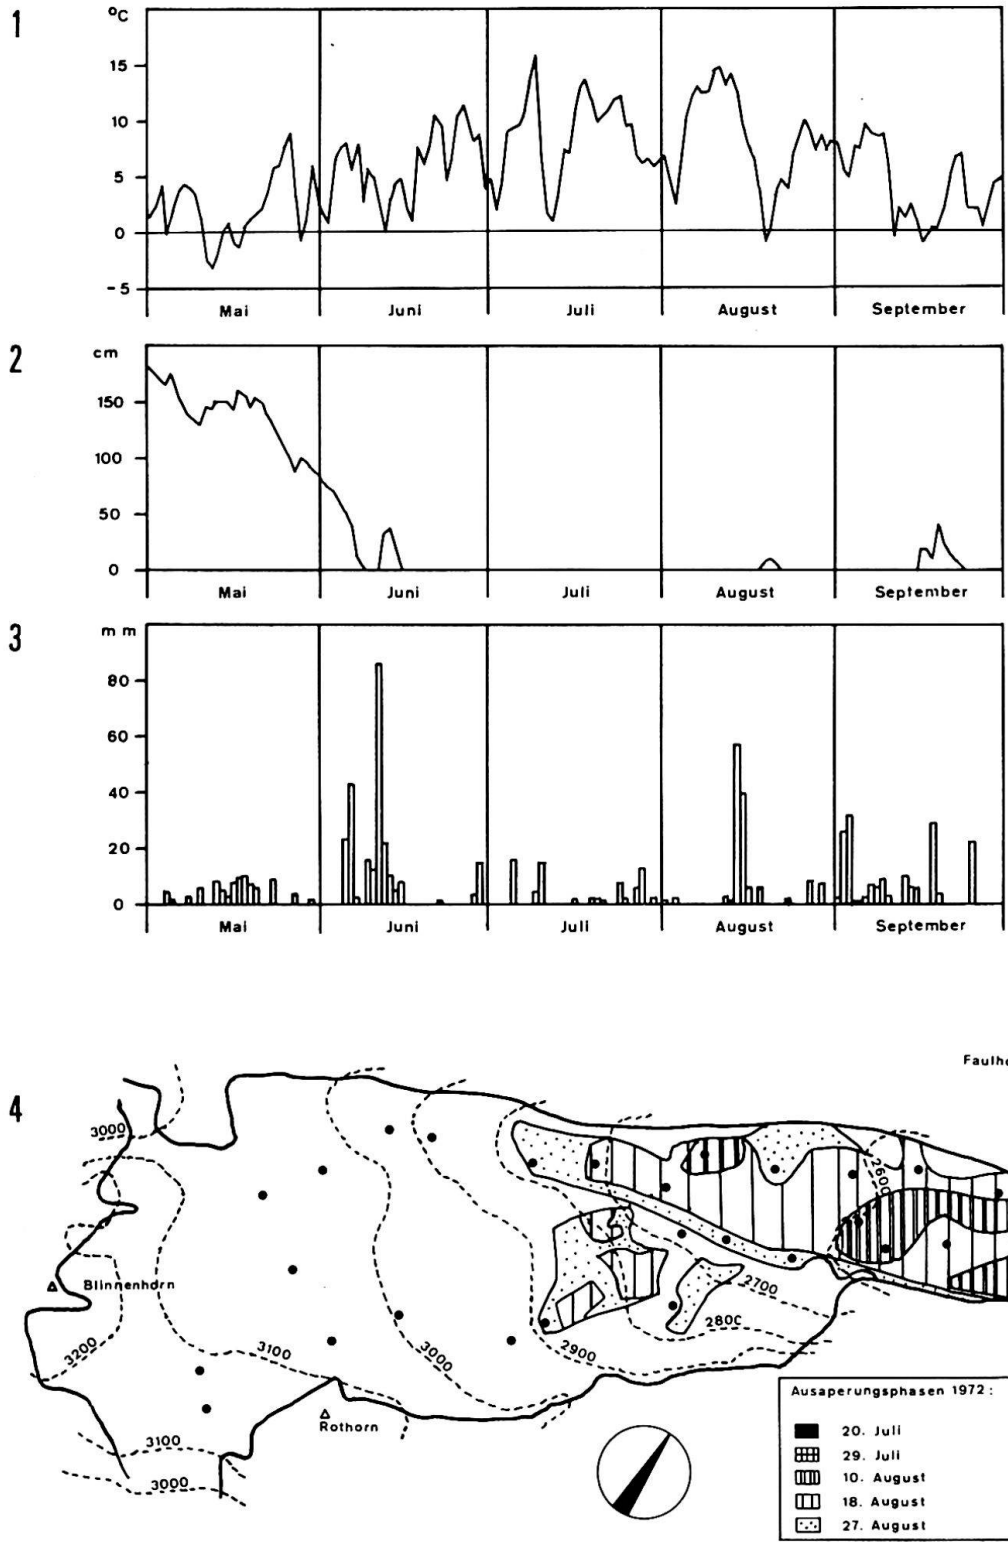 1
°C
15
10
5
0
-5
Mai Juni Juli August September
2
cm
150
100
50
0
Mai Juni Juli August September
3
mm
80
60
40
20
0
Mai Juni Juli August September
4
Faulho
3000
2600
Blinnenhorn
2700
2800
3200
3100
3000
2900
Rothorn
3100
3000
Ausaperungsphasen 1972 :
20. Juli
29. Juli
10. August
18. August
27. August